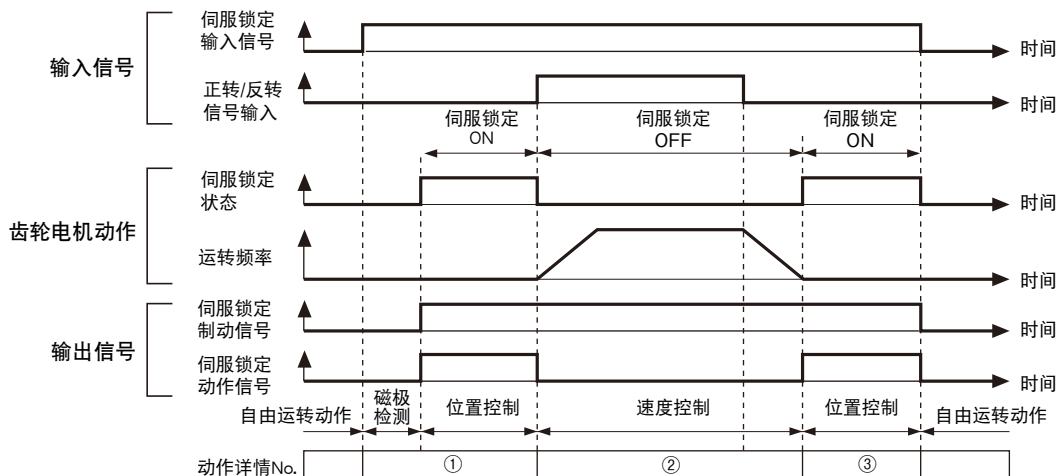 输入信号
伺服锁定
输入信号
时间
正转/反转
信号输入
时间
伺服锁定
ON
伺服锁定
OFF
伺服锁定
ON
齿轮电机动作
伺服锁定
状态
时间
运转频率
时间
输出信号
伺服锁定
制动信号
时间
伺服锁定
动作信号
时间
自由运转动作
磁极
检测
位置控制
速度控制
位置控制
自由运转动作
动作详情No.
①
②
③